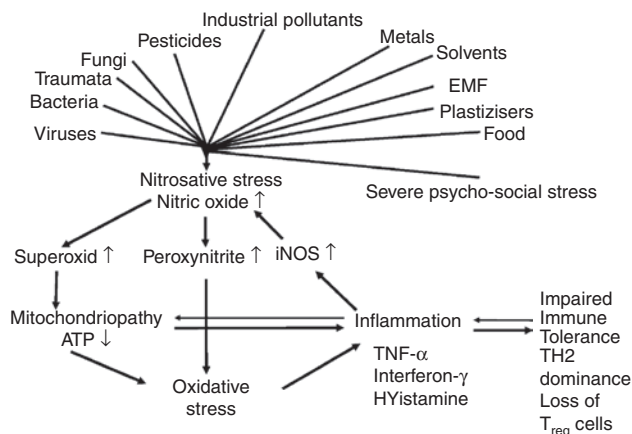 Industrial pollutants
Pesticides
Metals
Fungi
Solvents
Traumata
EMF
Bacteria
Plastizisers
Viruses
Food
Nitrosative stress
Nitric oxide ↑
Severe psycho-social stress
Superoxid ↑
Peroxynitrite ↑
iNOS ↑
Mitochondriopathy
ATP ↓
Inflammation
TNF-α
Interferon-γ
HYistamine
Oxidative
stress
Impaired
Immune
Tolerance
TH2
dominance
Loss of
Treg cells